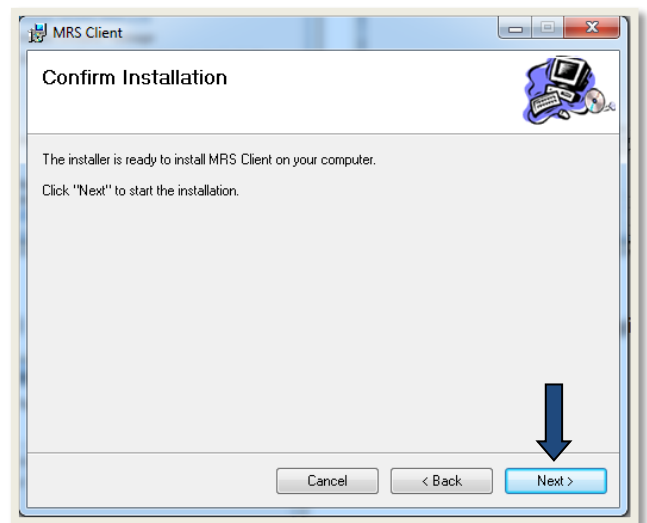 MRS Client
Confirm Installation
The installer is ready to install MRS Client on your computer.
Click "Next" to start the installation.
Cancel
< Back
Next >